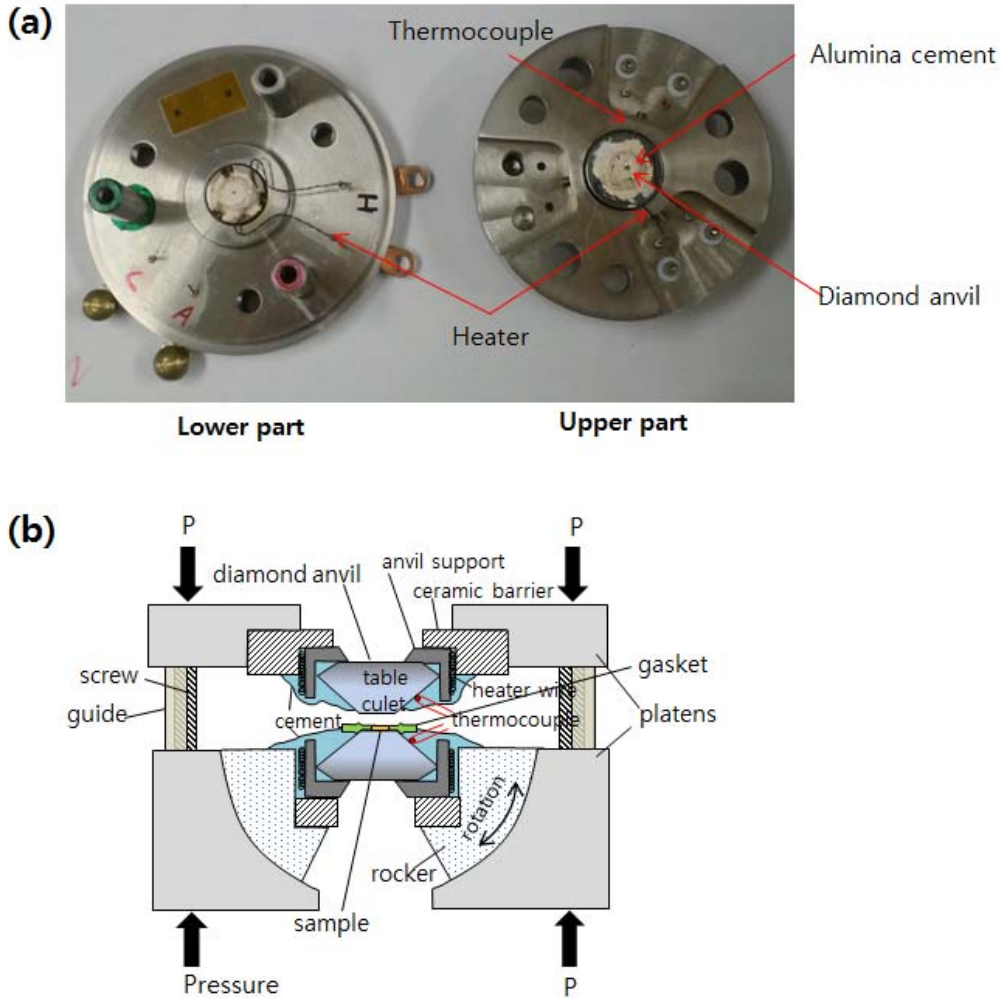 (a)
Thermocouple
Alumina cement
H
C
A
Heater
Diamond anvil
Lower part
Upper part
(b)
P
P
diamond anvil
anvil support
ceramic barrier
screw
guide
table
culet
heater wire
gasket
cement
thermocouple
platens
rotation
rocker
sample
Pressure
P